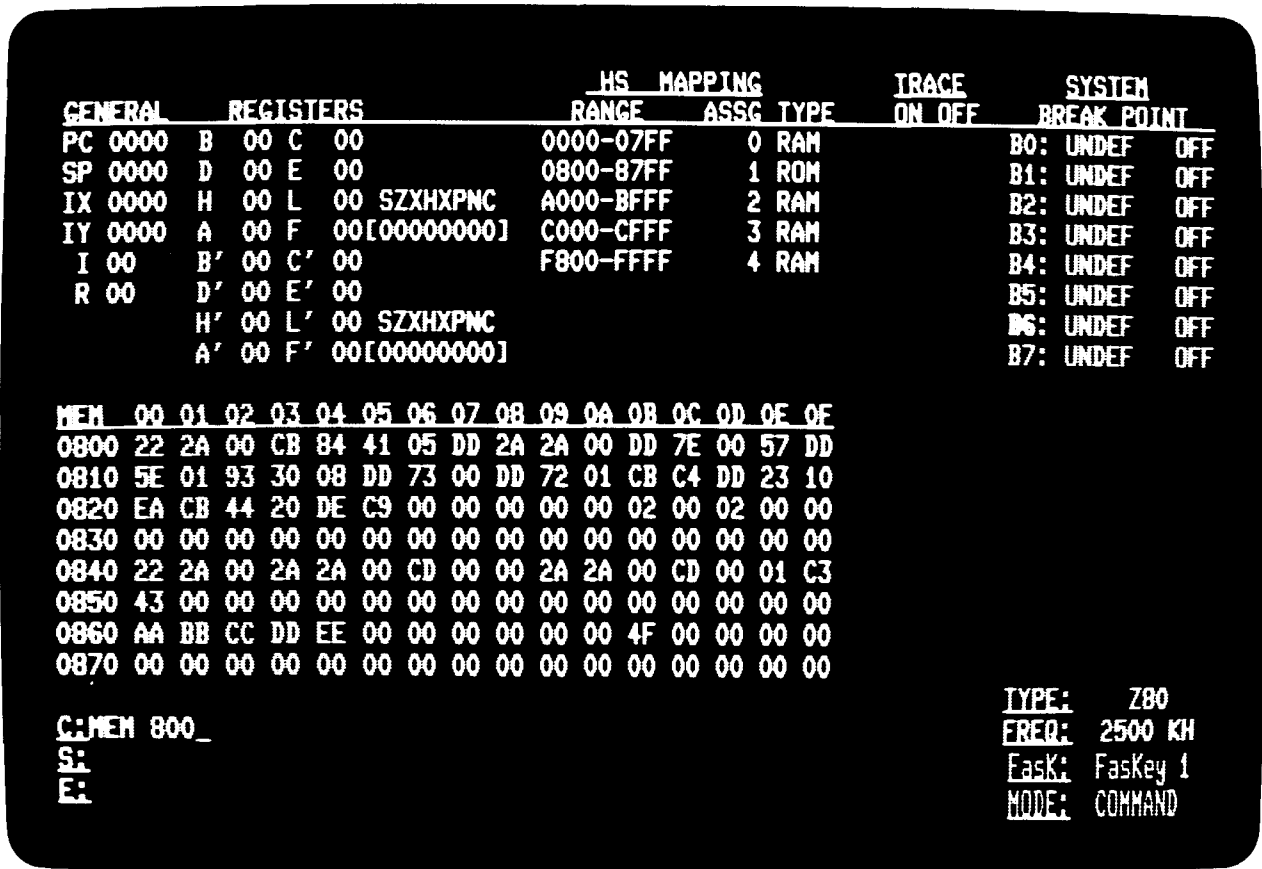 HS MAPPING TRACE SYSTEM
GENERAL REGISTERS RANGE ASSG TYPE ON OFF BREAK POINT
PC 0000 B 00 C 00 0000-07FF 0 RAM B0: UNDEF OFF
SP 0000 D 00 E 00 0800-87FF 1 ROM B1: UNDEF OFF
IX 0000 H 00 L 00 SZXHXPNC A000-BFFF 2 RAM B2: UNDEF OFF
IY 0000 A 00 F 00[00000000] C000-CFFF 3 RAM B3: UNDEF OFF
I 00 B' 00 C' 00 F800-FFFF 4 RAM B4: UNDEF OFF
R 00 D' 00 E' 00 B5: UNDEF OFF
H' 00 L' 00 SZXHXPNC B6: UNDEF OFF
A' 00 F' 00[00000000] B7: UNDEF OFF
MEM 00 01 02 03 04 05 06 07 08 09 0A 0B 0C 0D 0E 0F
0800 22 2A 00 CB 84 41 05 DD 2A 2A 00 DD 7E 00 57 DD
0810 5E 01 93 30 08 DD 73 00 DD 72 01 CB C4 DD 23 10
0820 EA CB 44 20 DE C9 00 00 00 00 00 02 00 02 00 00
0830 00 00 00 00 00 00 00 00 00 00 00 00 00 00 00 00
0840 22 2A 00 2A 2A 00 CD 00 00 2A 2A 00 CD 00 01 C3
0850 43 00 00 00 00 00 00 00 00 00 00 00 00 00 00 00
0860 AA BB CC DD EE 00 00 00 00 00 00 4F 00 00 00 00
0870 00 00 00 00 00 00 00 00 00 00 00 00 00 00 00 00
TYPE: Z80
C:MEM 800_ FREQ: 2500 KH
S: FasK: FasKey 1
E: MODE: COMMAND